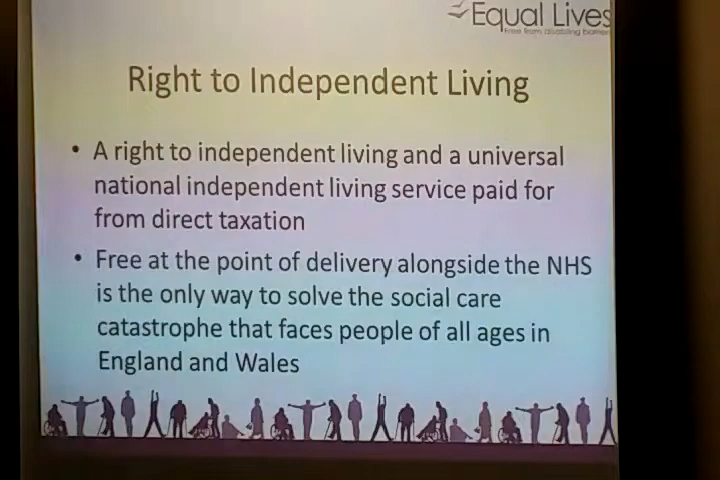 Equal Lives
Free from disabling barriers
Right to Independent Living
• A right to independent living and a universal
national independent living service paid for
from direct taxation
• Free at the point of delivery alongside the NHS
is the only way to solve the social care
catastrophe that faces people of all ages in
England and Wales